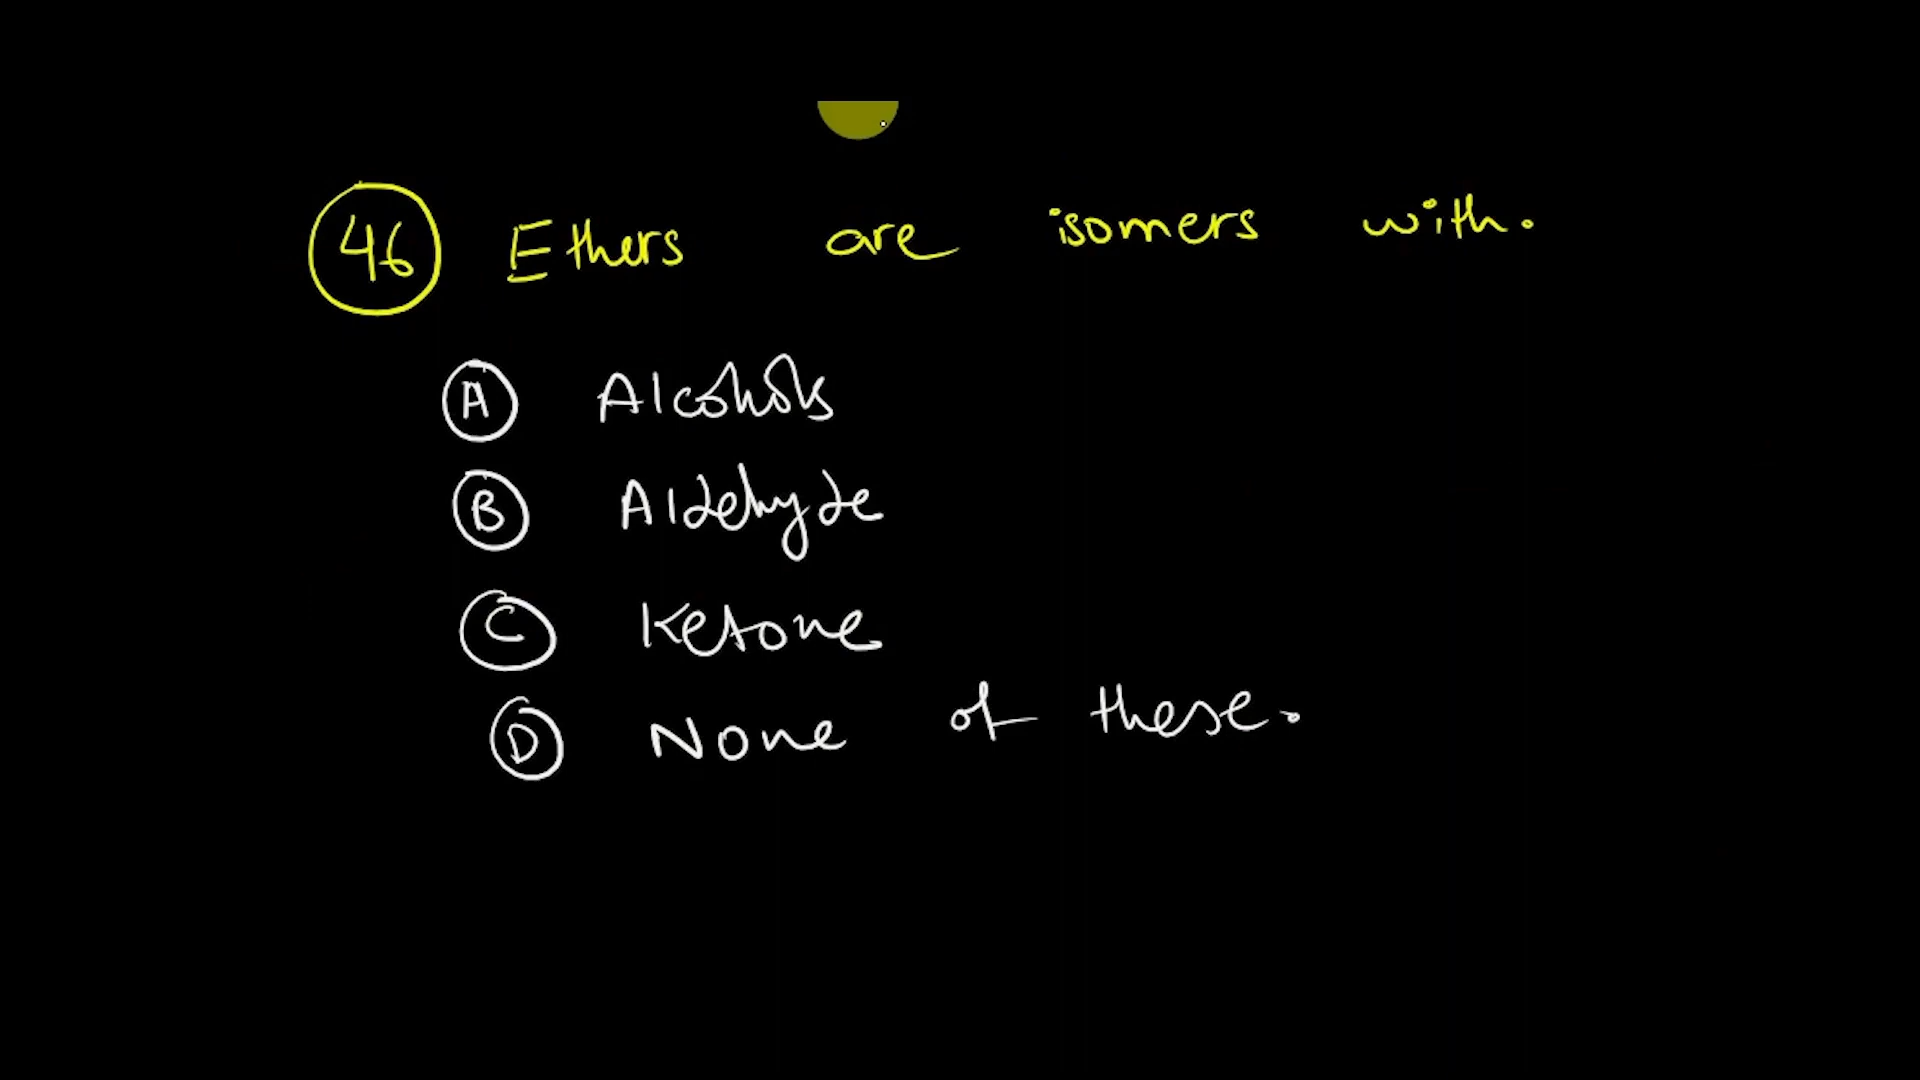 46 Ethers are isomers with.
A Alcohols
B Aldehyde
C Ketone
D None of these.